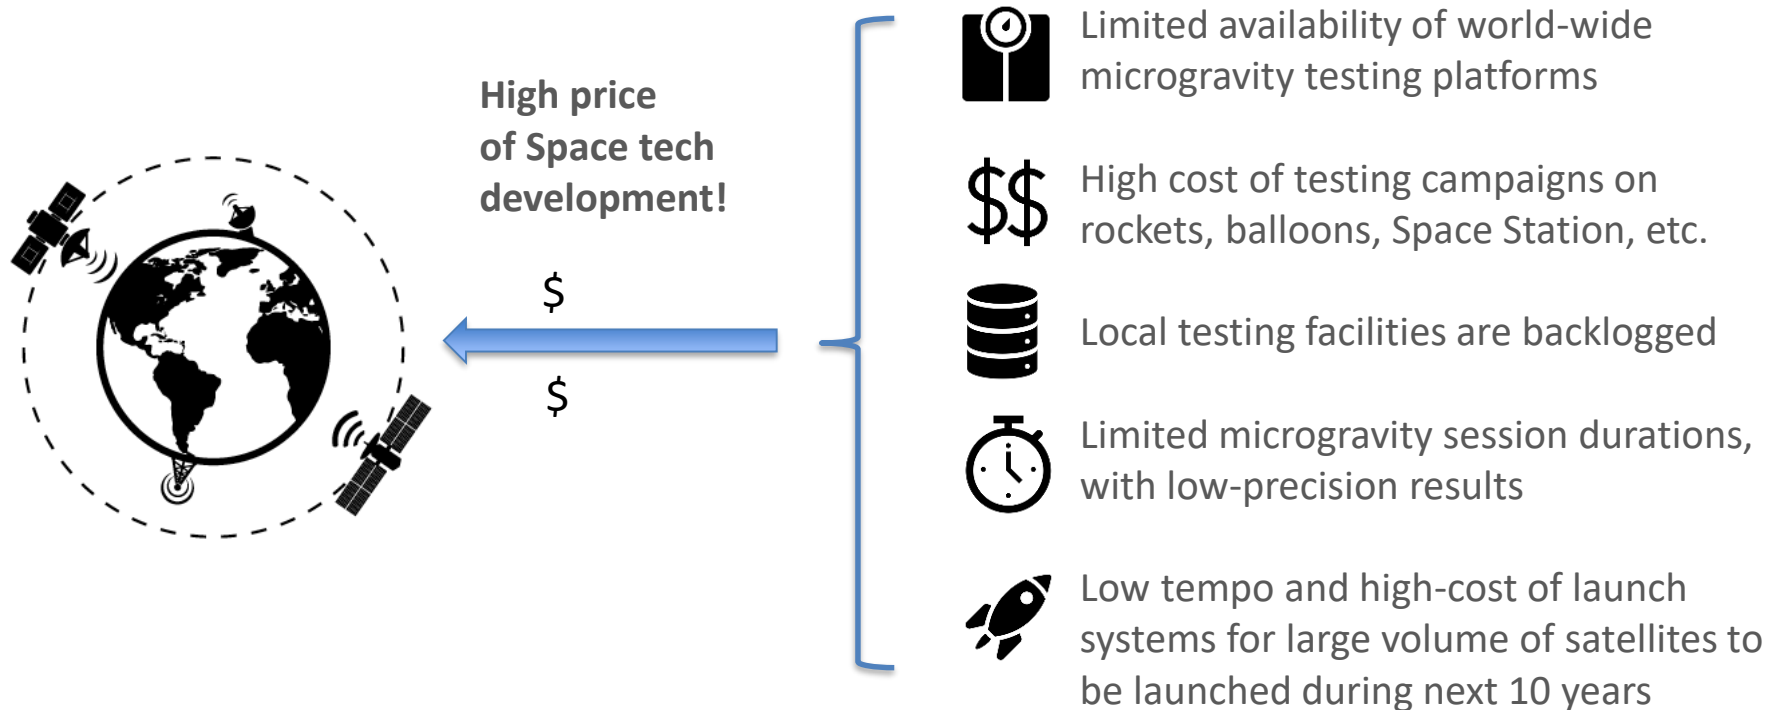 High price
of Space tech
development!
$
$
Limited availability of world-wide
microgravity testing platforms
$$
High cost of testing campaigns on
rockets, balloons, Space Station, etc.
Local testing facilities are backlogged
Limited microgravity session durations,
with low-precision results
Low tempo and high-cost of launch
systems for large volume of satellites to
be launched during next 10 years